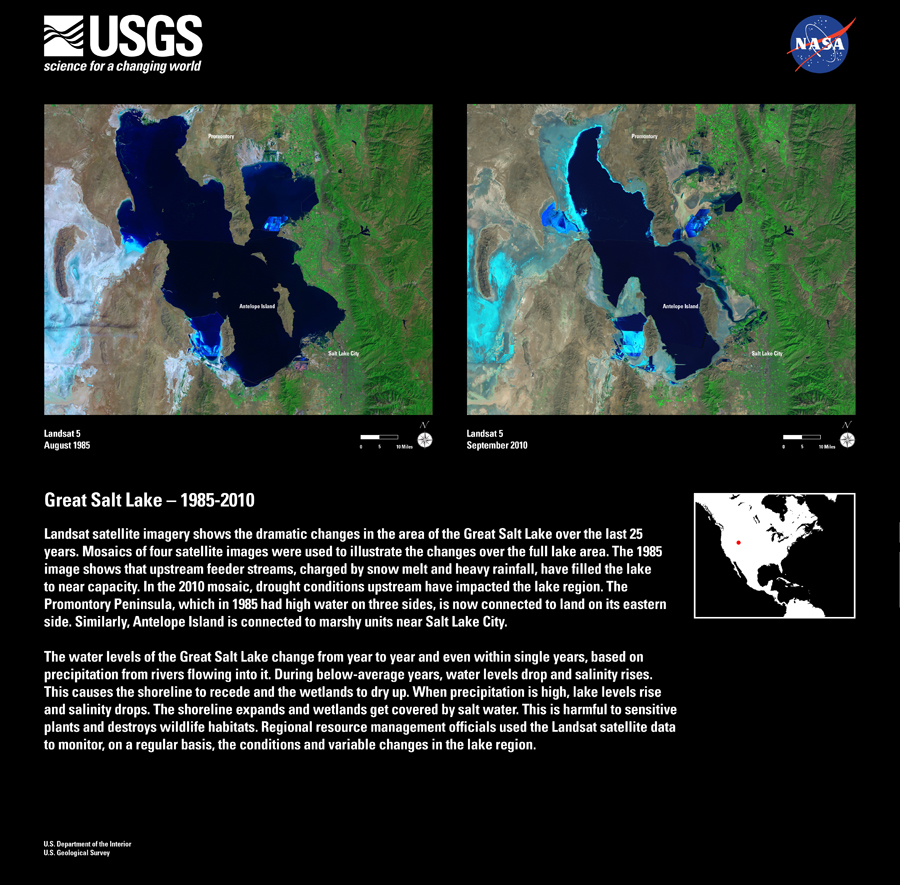 USGS
science for a changing world
NASA
Promontory
Antelope Island
Salt Lake City
Promontory
Antelope Island
Salt Lake City
Landsat 5
August 1985
N
0 5 10 Miles
Landsat 5
September 2010
N
0 5 10 Miles
Great Salt Lake – 1985-2010
Landsat satellite imagery shows the dramatic changes in the area of the Great Salt Lake over the last 25
years. Mosaics of four satellite images were used to illustrate the changes over the full lake area. The 1985
image shows that upstream feeder streams, charged by snow melt and heavy rainfall, have filled the lake
to near capacity. In the 2010 mosaic, drought conditions upstream have impacted the lake region. The
Promontory Peninsula, which in 1985 had high water on three sides, is now connected to land on its eastern
side. Similarly, Antelope Island is connected to marshy units near Salt Lake City.
The water levels of the Great Salt Lake change from year to year and even within single years, based on
precipitation from rivers flowing into it. During below-average years, water levels drop and salinity rises.
This causes the shoreline to recede and the wetlands to dry up. When precipitation is high, lake levels rise
and salinity drops. The shoreline expands and wetlands get covered by salt water. This is harmful to sensitive
plants and destroys wildlife habitats. Regional resource management officials used the Landsat satellite data
to monitor, on a regular basis, the conditions and variable changes in the lake region.
U.S. Department of the Interior
U.S. Geological Survey